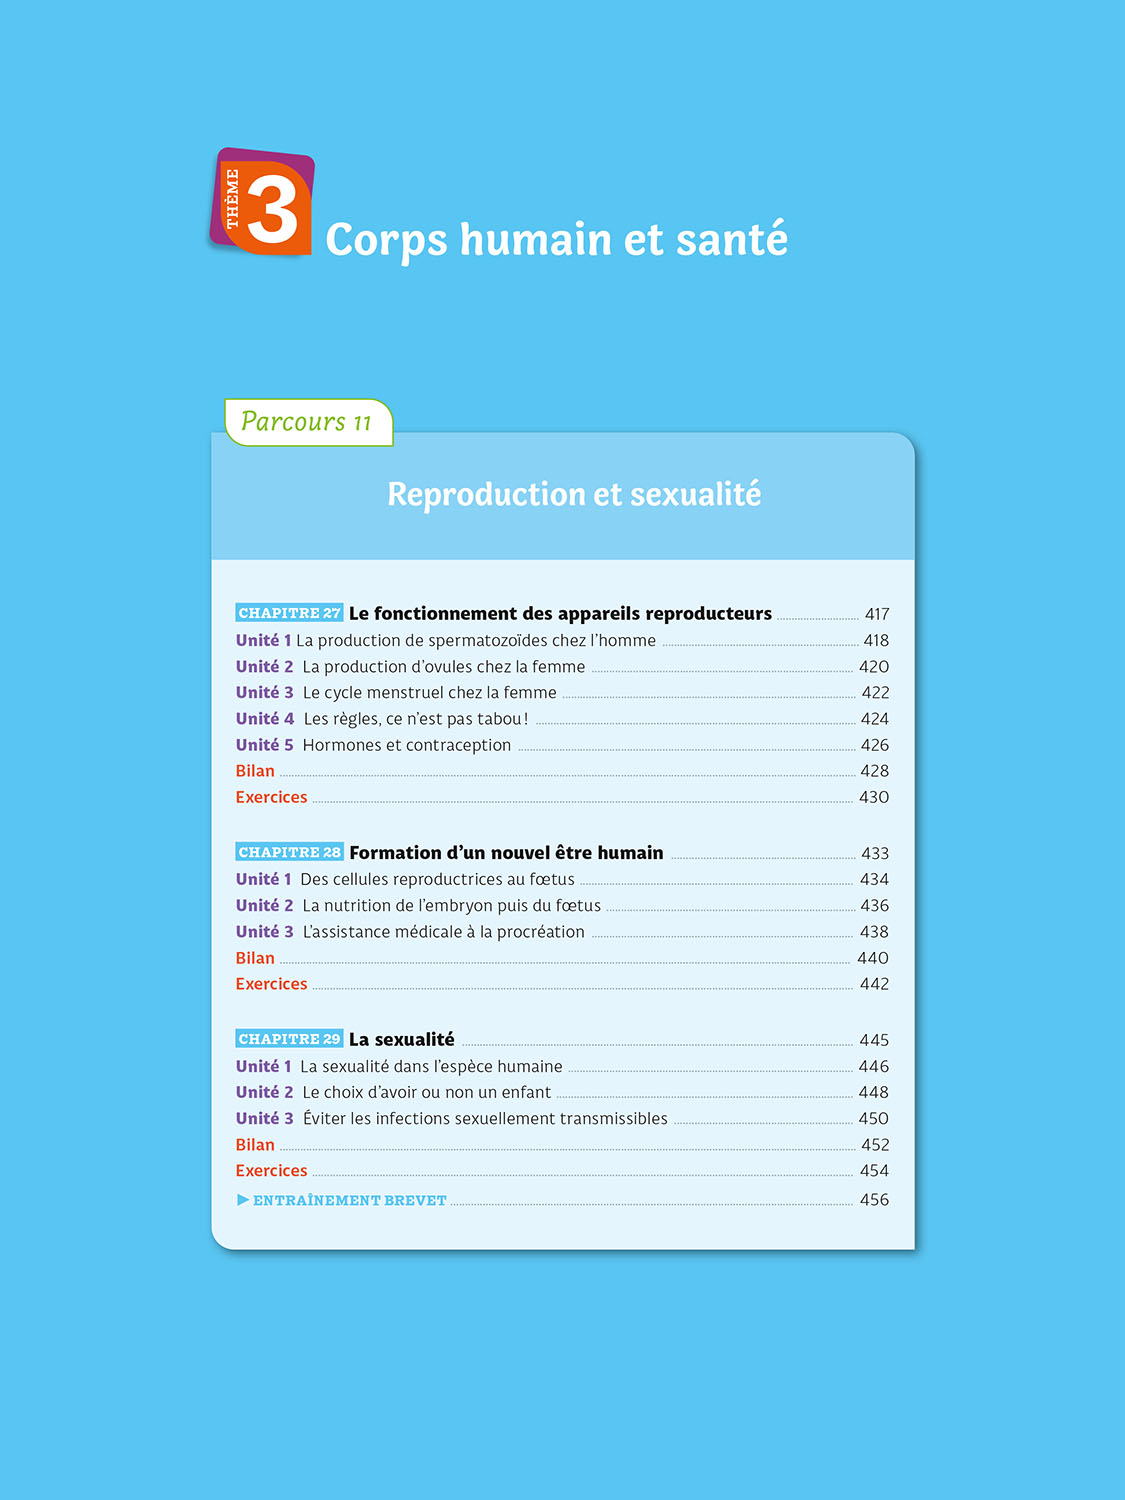 THÈME
3
Corps humain et santé
Parcours 11
Reproduction et sexualité
CHAPITRE 27 Le fonctionnement des appareils reproducteurs 417
Unité 1 La production de spermatozoïdes chez l'homme 418
Unité 2 La production d'ovules chez la femme 420
Unité 3 Le cycle menstruel chez la femme 422
Unité 4 Les règles, ce n'est pas tabou ! 424
Unité 5 Hormones et contraception 426
Bilan 428
Exercices 430
CHAPITRE 28 Formation d'un nouvel être humain 433
Unité 1 Des cellules reproductrices au fœtus 434
Unité 2 La nutrition de l'embryon puis du fœtus 436
Unité 3 L'assistance médicale à la procréation 438
Bilan 440
Exercices 442
CHAPITRE 29 La sexualité 445
Unité 1 La sexualité dans l'espèce humaine 446
Unité 2 Le choix d'avoir ou non un enfant 448
Unité 3 Éviter les infections sexuellement transmissibles 450
Bilan 452
Exercices 454
▶ ENTRAÎNEMENT BREVET 456